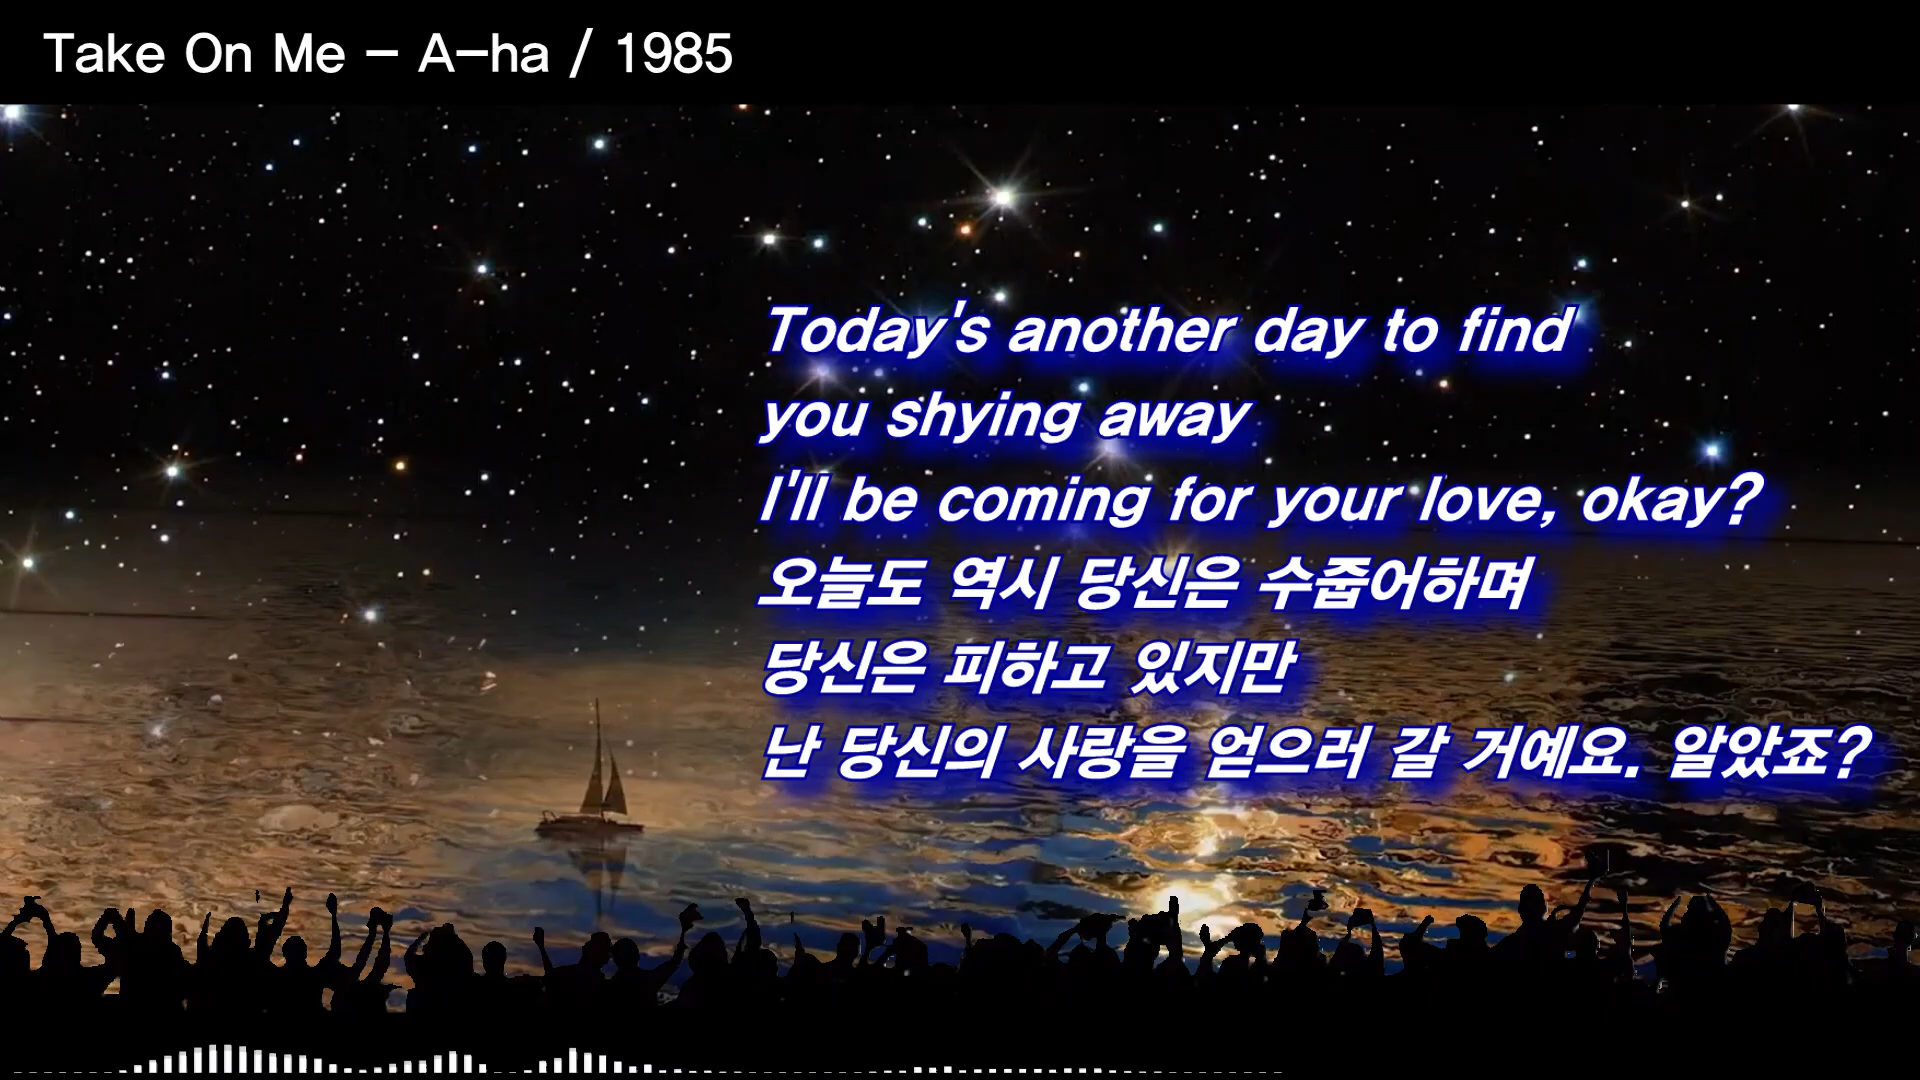 Take On Me - A-ha / 1985
Today's another day to find
you shying away
I'll be coming for your love, okay?
오늘도 역시 당신은 수줍어하며
당신은 피하고 있지만
난 당신의 사랑을 얻으러 갈 거예요. 알았죠?